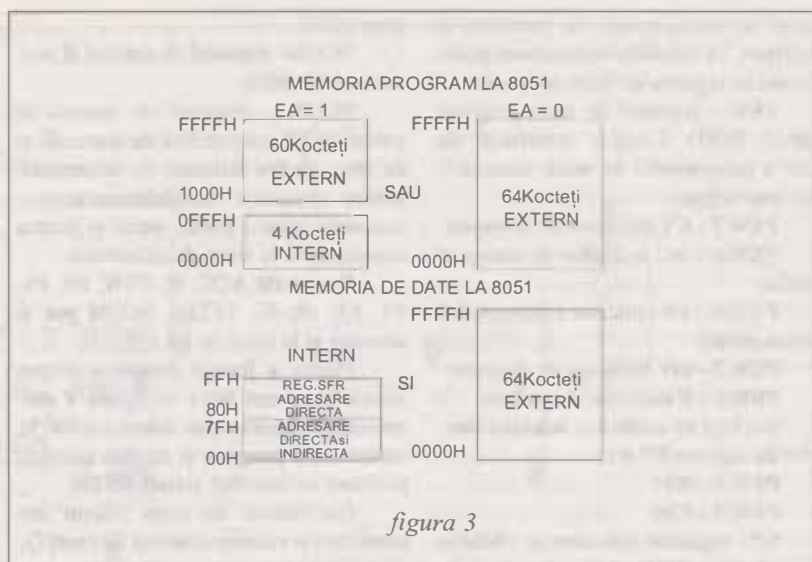 MEMORIA PROGRAM LA 8051
EA = 1
EA = 0
FFFFH
60Kocteți
EXTERN
1000H
SAU
0FFFH
4 Kocteți
INTERN
0000H
FFFFH
64Kocteți
EXTERN
0000H
MEMORIA DE DATE LA 8051
INTERN
FFH
REG.SFR
ADRESARE
DIRECTA
80H
7FH
ADRESARE
DIRECTAsi
INDIRECTA
00H
SI
FFFFH
64Kocteți
EXTERN
0000H
figura 3